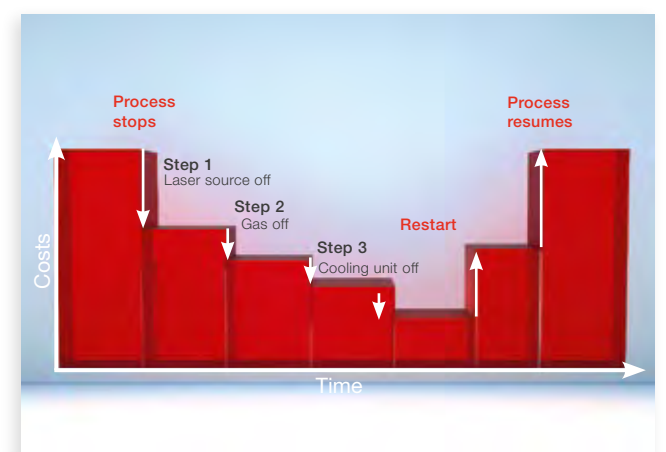 Process
stops
Process
resumes
Step 1
Laser source off
Step 2
Gas off
Restart
Step 3
Cooling unit off
Costs
Time